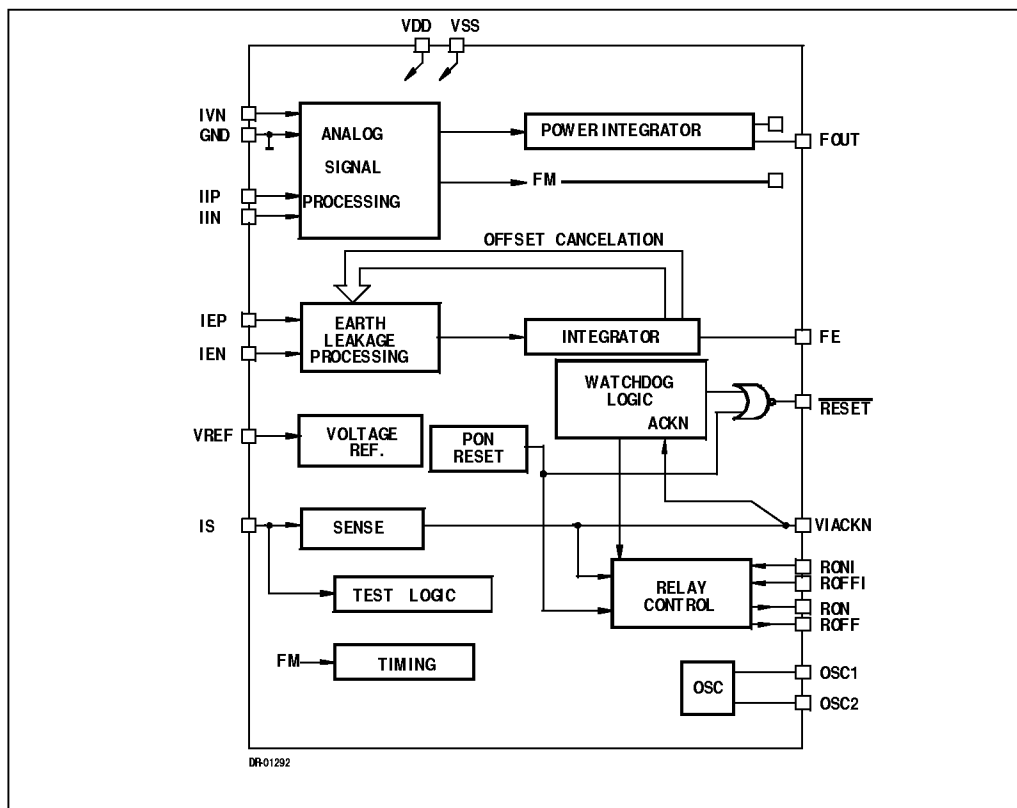 VDD VSS
IVN
GND
ANALOG
SIGNAL
PROCESSING
POWER INTEGRATOR
FOUT
FM
IIP
IIN
OFFSET CANCELATION
IEP
IEN
EARTH
LEAKAGE
PROCESSING
INTEGRATOR
FE
WATCHDOG
LOGIC
ACKN
RESET
VREF
VOLTAGE
REF.
PON
RESET
IS
SENSE
VIACKN
TEST LOGIC
RELAY
CONTROL
RONI
ROFFI
RON
ROFF
FM
TIMING
OSC
OSC1
OSC2
DR-01292